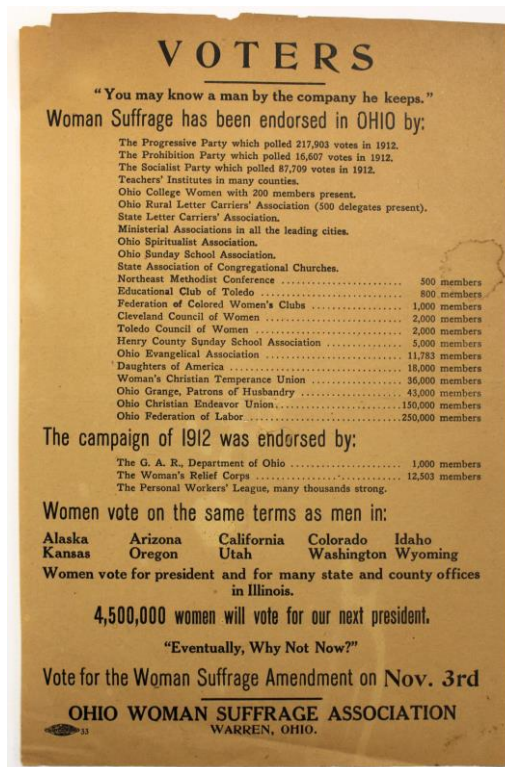 VOTERS
"You may know a man by the company he keeps."
Woman Suffrage has been endorsed in OHIO by:
The Progressive Party which polled 217,903 votes in 1912.
The Prohibition Party which polled 16,607 votes in 1912.
The Socialist Party which polled 87,709 votes in 1912.
Teachers' Institutes in many counties.
Ohio College Women with 200 members present.
Ohio Rural Letter Carriers' Association (500 delegates present).
State Letter Carriers' Association.
Ministerial Associations in all the leading cities.
Ohio Spiritualist Association.
Ohio Sunday School Association.
State Association of Congregational Churches.
Northeast Methodist Conference ........................ 500 members
Educational Club of Toledo ........................ 800 members
Federation of Colored Women's Clubs ........................ 1,000 members
Cleveland Council of Women ........................ 2,000 members
Toledo Council of Women ........................ 2,000 members
Henry County Sunday School Association ........................ 5,000 members
Ohio Evangelical Association ........................ 11,783 members
Daughters of America ........................ 18,000 members
Woman's Christian Temperance Union ........................ 36,000 members
Ohio Grange, Patrons of Husbandry ........................ 43,000 members
Ohio Christian Endeavor Union ........................ 150,000 members
Ohio Federation of Labor ........................ 250,000 members
The campaign of 1912 was endorsed by:
The G. A. R., Department of Ohio ........................ 1,000 members
The Woman's Relief Corps ........................ 12,503 members
The Personal Workers' League, many thousands strong.
Women vote on the same terms as men in:
Alaska Arizona California Colorado Idaho
Kansas Oregon Utah Washington Wyoming
Women vote for president and for many state and county offices
in Illinois.
4,500,000 women will vote for our next president.
"Eventually, Why Not Now?"
Vote for the Woman Suffrage Amendment on Nov. 3rd
OHIO WOMAN SUFFRAGE ASSOCIATION
WARREN, OHIO.
33